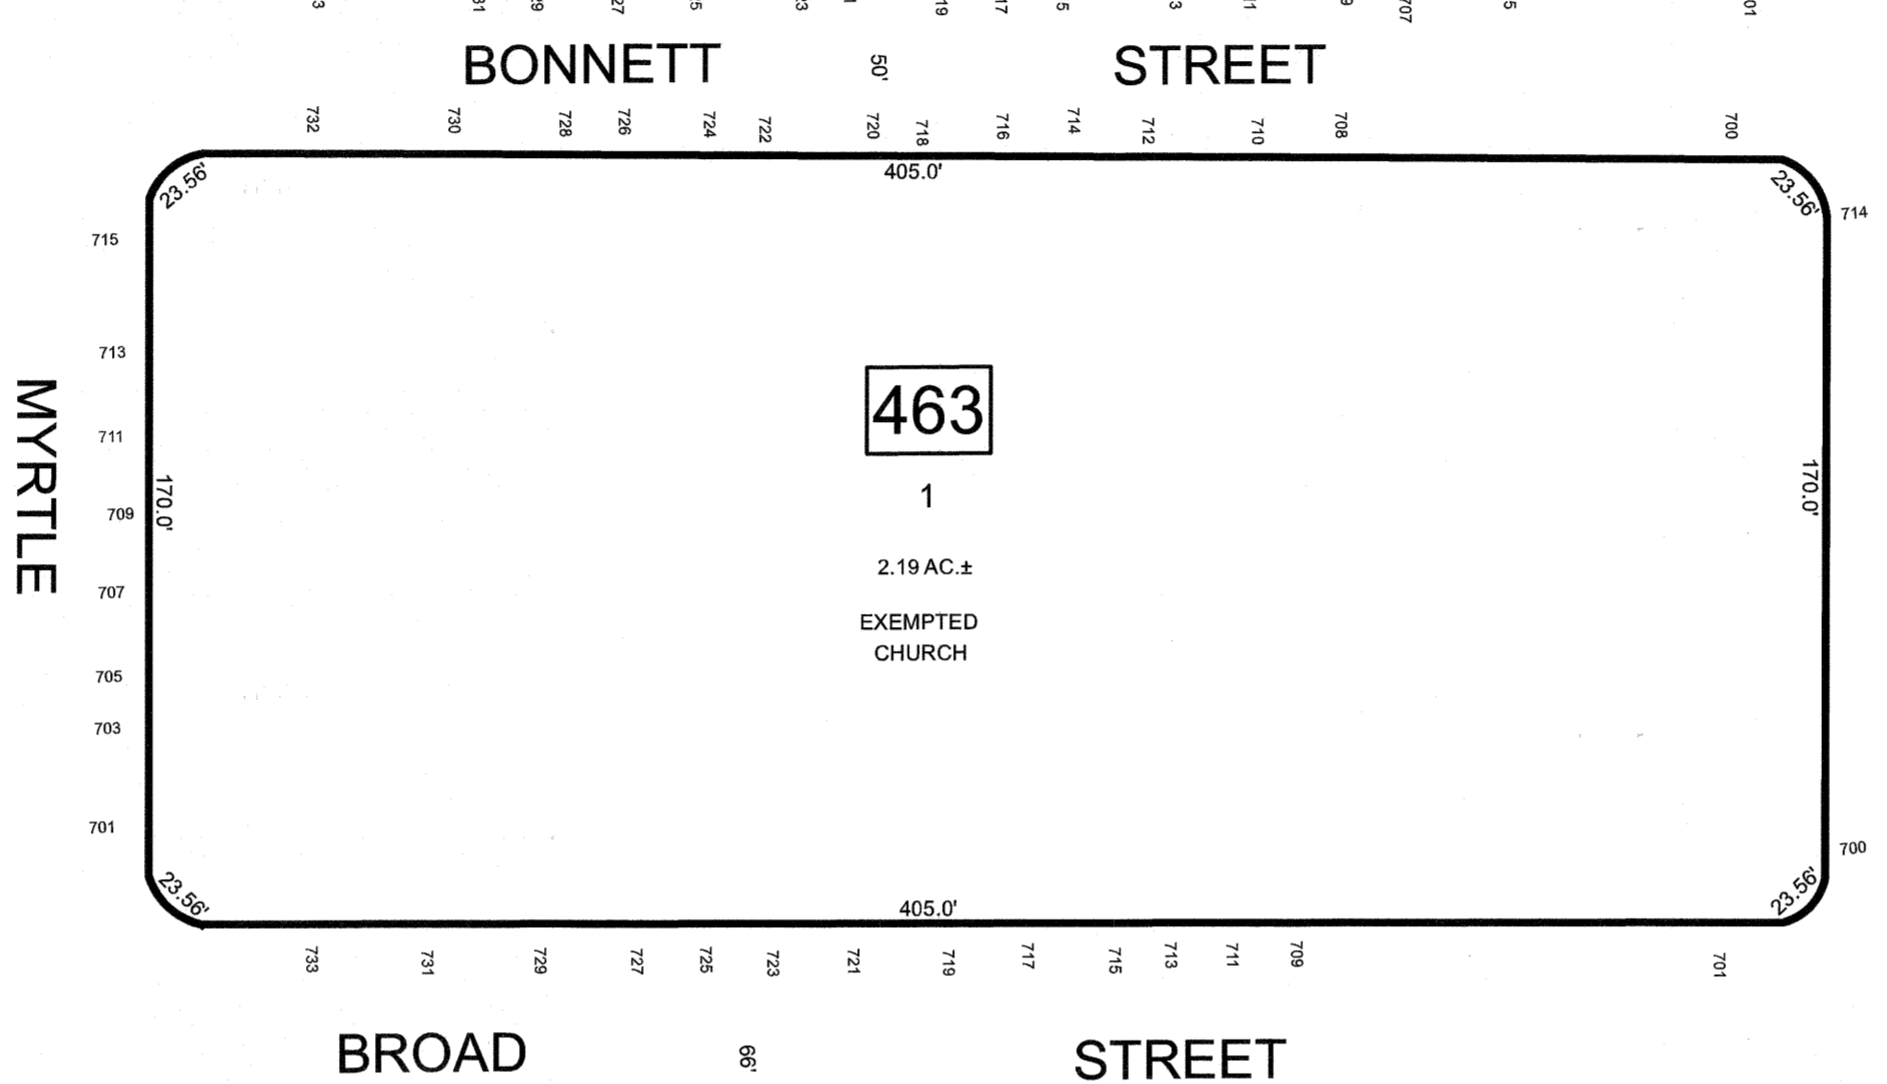 BONNETT 50' STREET
732 730 728 726 724 722 720 718 716 714 712 710 708 700
23.56' 405.0' 23.56'
715 714
713
MYRTLE
463
711
170.0' 170.0'
1
709
2.19 AC.±
707
EXEMPTED
CHURCH
705
703
701 700
23.56' 405.0' 23.56'
733 731 729 727 725 723 721 719 717 715 713 711 709 701
BROAD 66' STREET